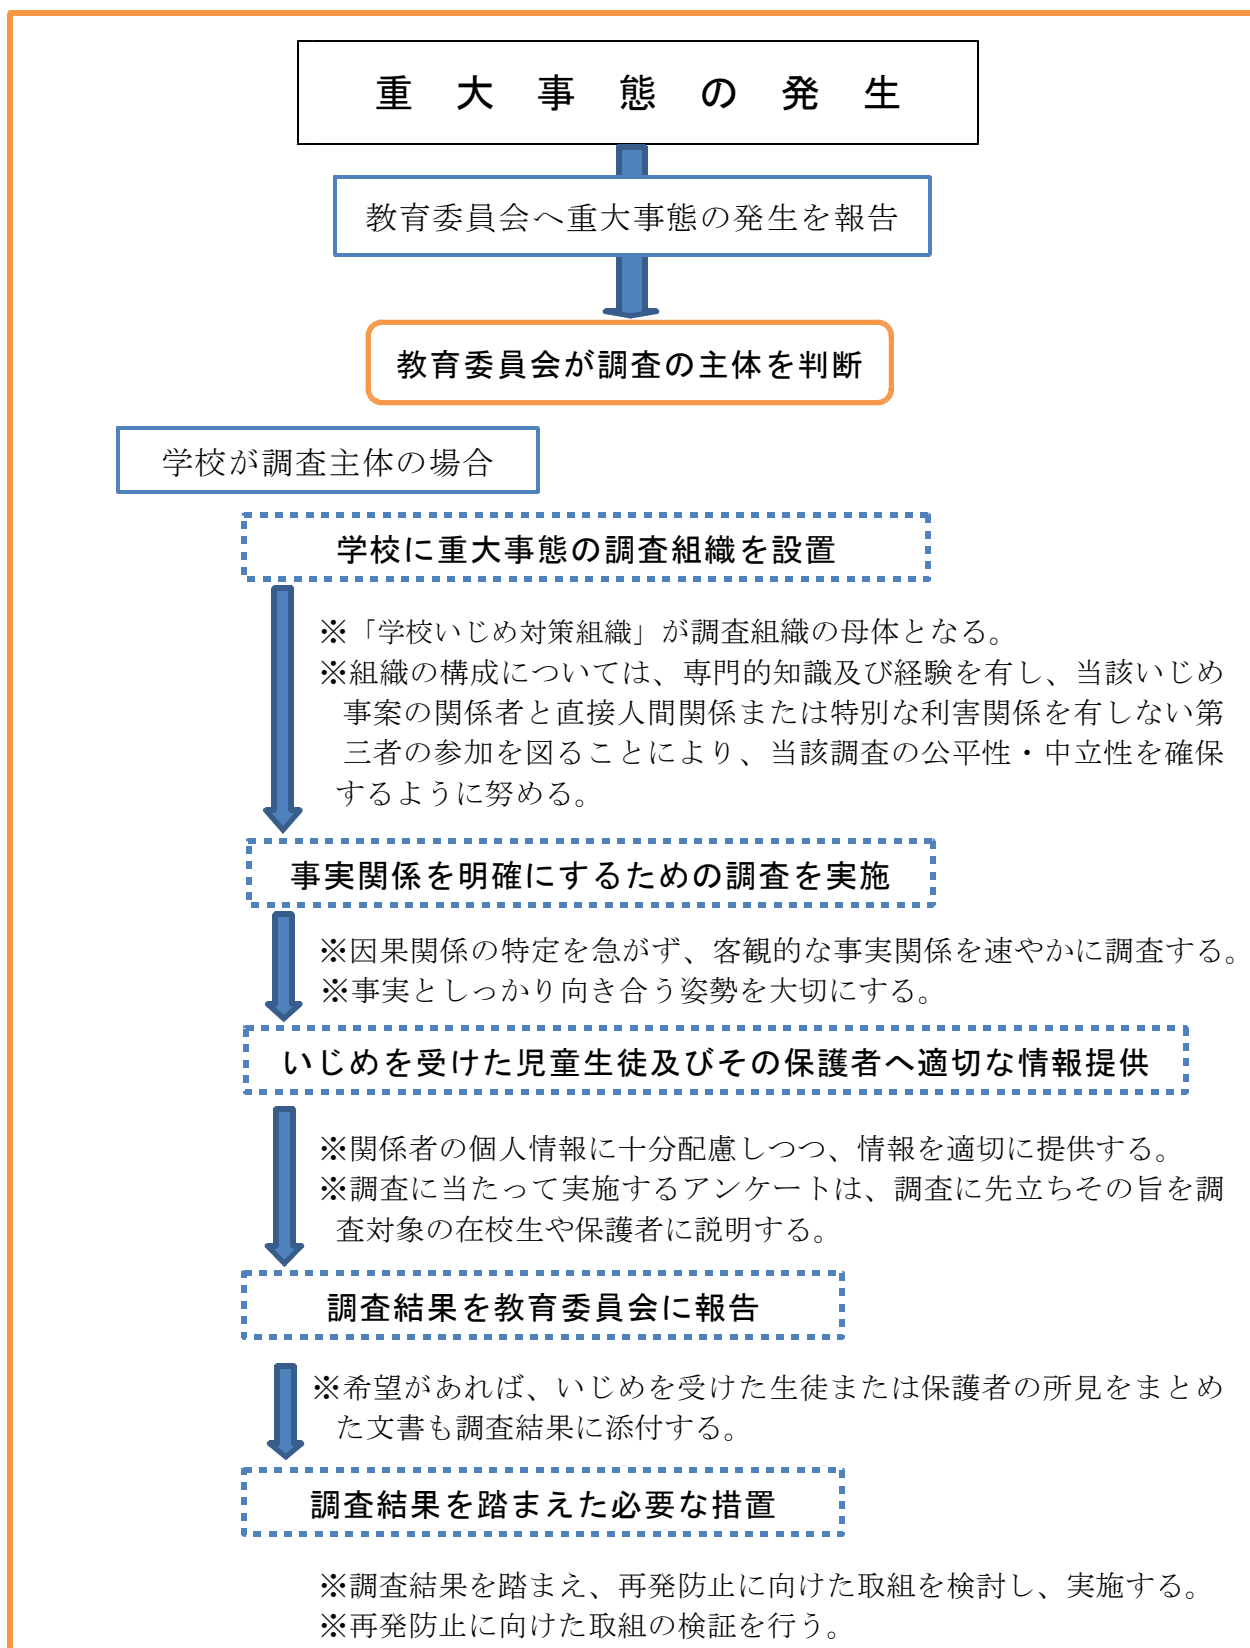 重大事態の発生
教育委員会へ重大事態の発生を報告
教育委員会が調査の主体を判断
学校が調査主体の場合
学校に重大事態の調査組織を設置
※「学校いじめ対策組織」が調査組織の母体となる。
※組織の構成については、専門的知識及び経験を有し、当該いじめ
事案の関係者と直接人間関係または特別な利害関係を有しない第
三者の参加を図ることにより、当該調査の公平性・中立性を確保
するように努める。
事実関係を明確にするための調査を実施
※因果関係の特定を急がず、客観的な事実関係を速やかに調査する。
※事実としっかり向き合う姿勢を大切にする。
いじめを受けた児童生徒及びその保護者へ適切な情報提供
※関係者の個人情報に十分配慮しつつ、情報を適切に提供する。
※調査に当たって実施するアンケートは、調査に先立ちその旨を調
査対象の在校生や保護者に説明する。
調査結果を教育委員会に報告
※希望があれば、いじめを受けた生徒または保護者の所見をまとめ
た文書も調査結果に添付する。
調査結果を踏まえた必要な措置
※調査結果を踏まえ、再発防止に向けた取組を検討し、実施する。
※再発防止に向けた取組の検証を行う。